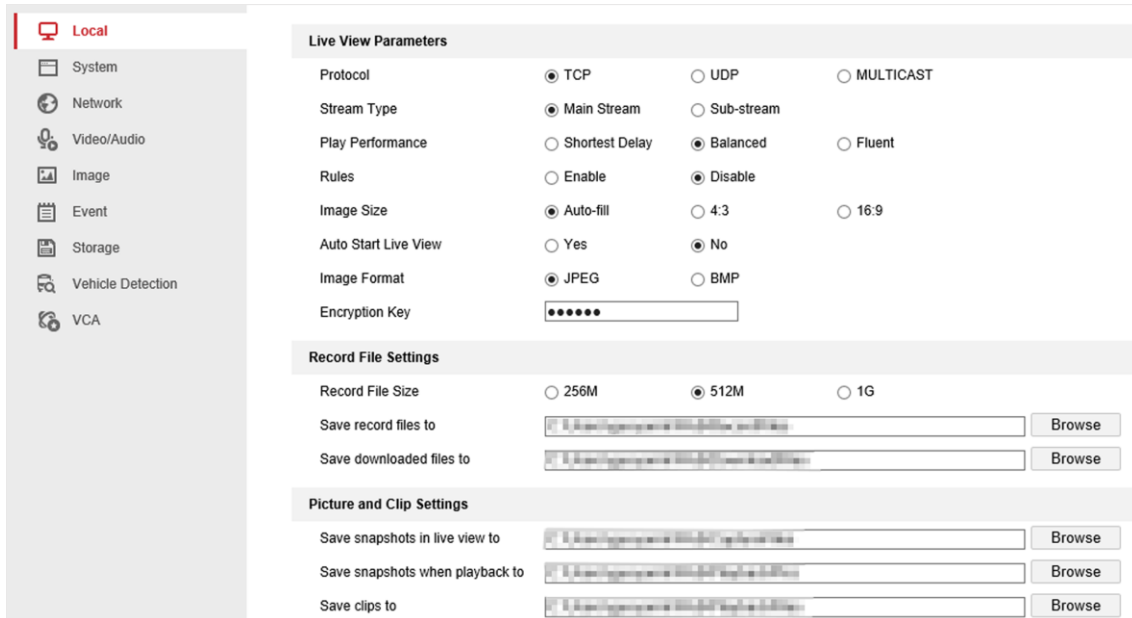 Local
System
Network
Video/Audio
Image
Event
Storage
Vehicle Detection
VCA
Live View Parameters
Protocol TCP UDP MULTICAST
Stream Type Main Stream Sub-stream
Play Performance Shortest Delay Balanced Fluent
Rules Enable Disable
Image Size Auto-fill 4:3 16:9
Auto Start Live View Yes No
Image Format JPEG BMP
Encryption Key
Record File Settings
Record File Size 256M 512M 1G
Save record files to Browse
Save downloaded files to Browse
Picture and Clip Settings
Save snapshots in live view to Browse
Save snapshots when playback to Browse
Save clips to Browse